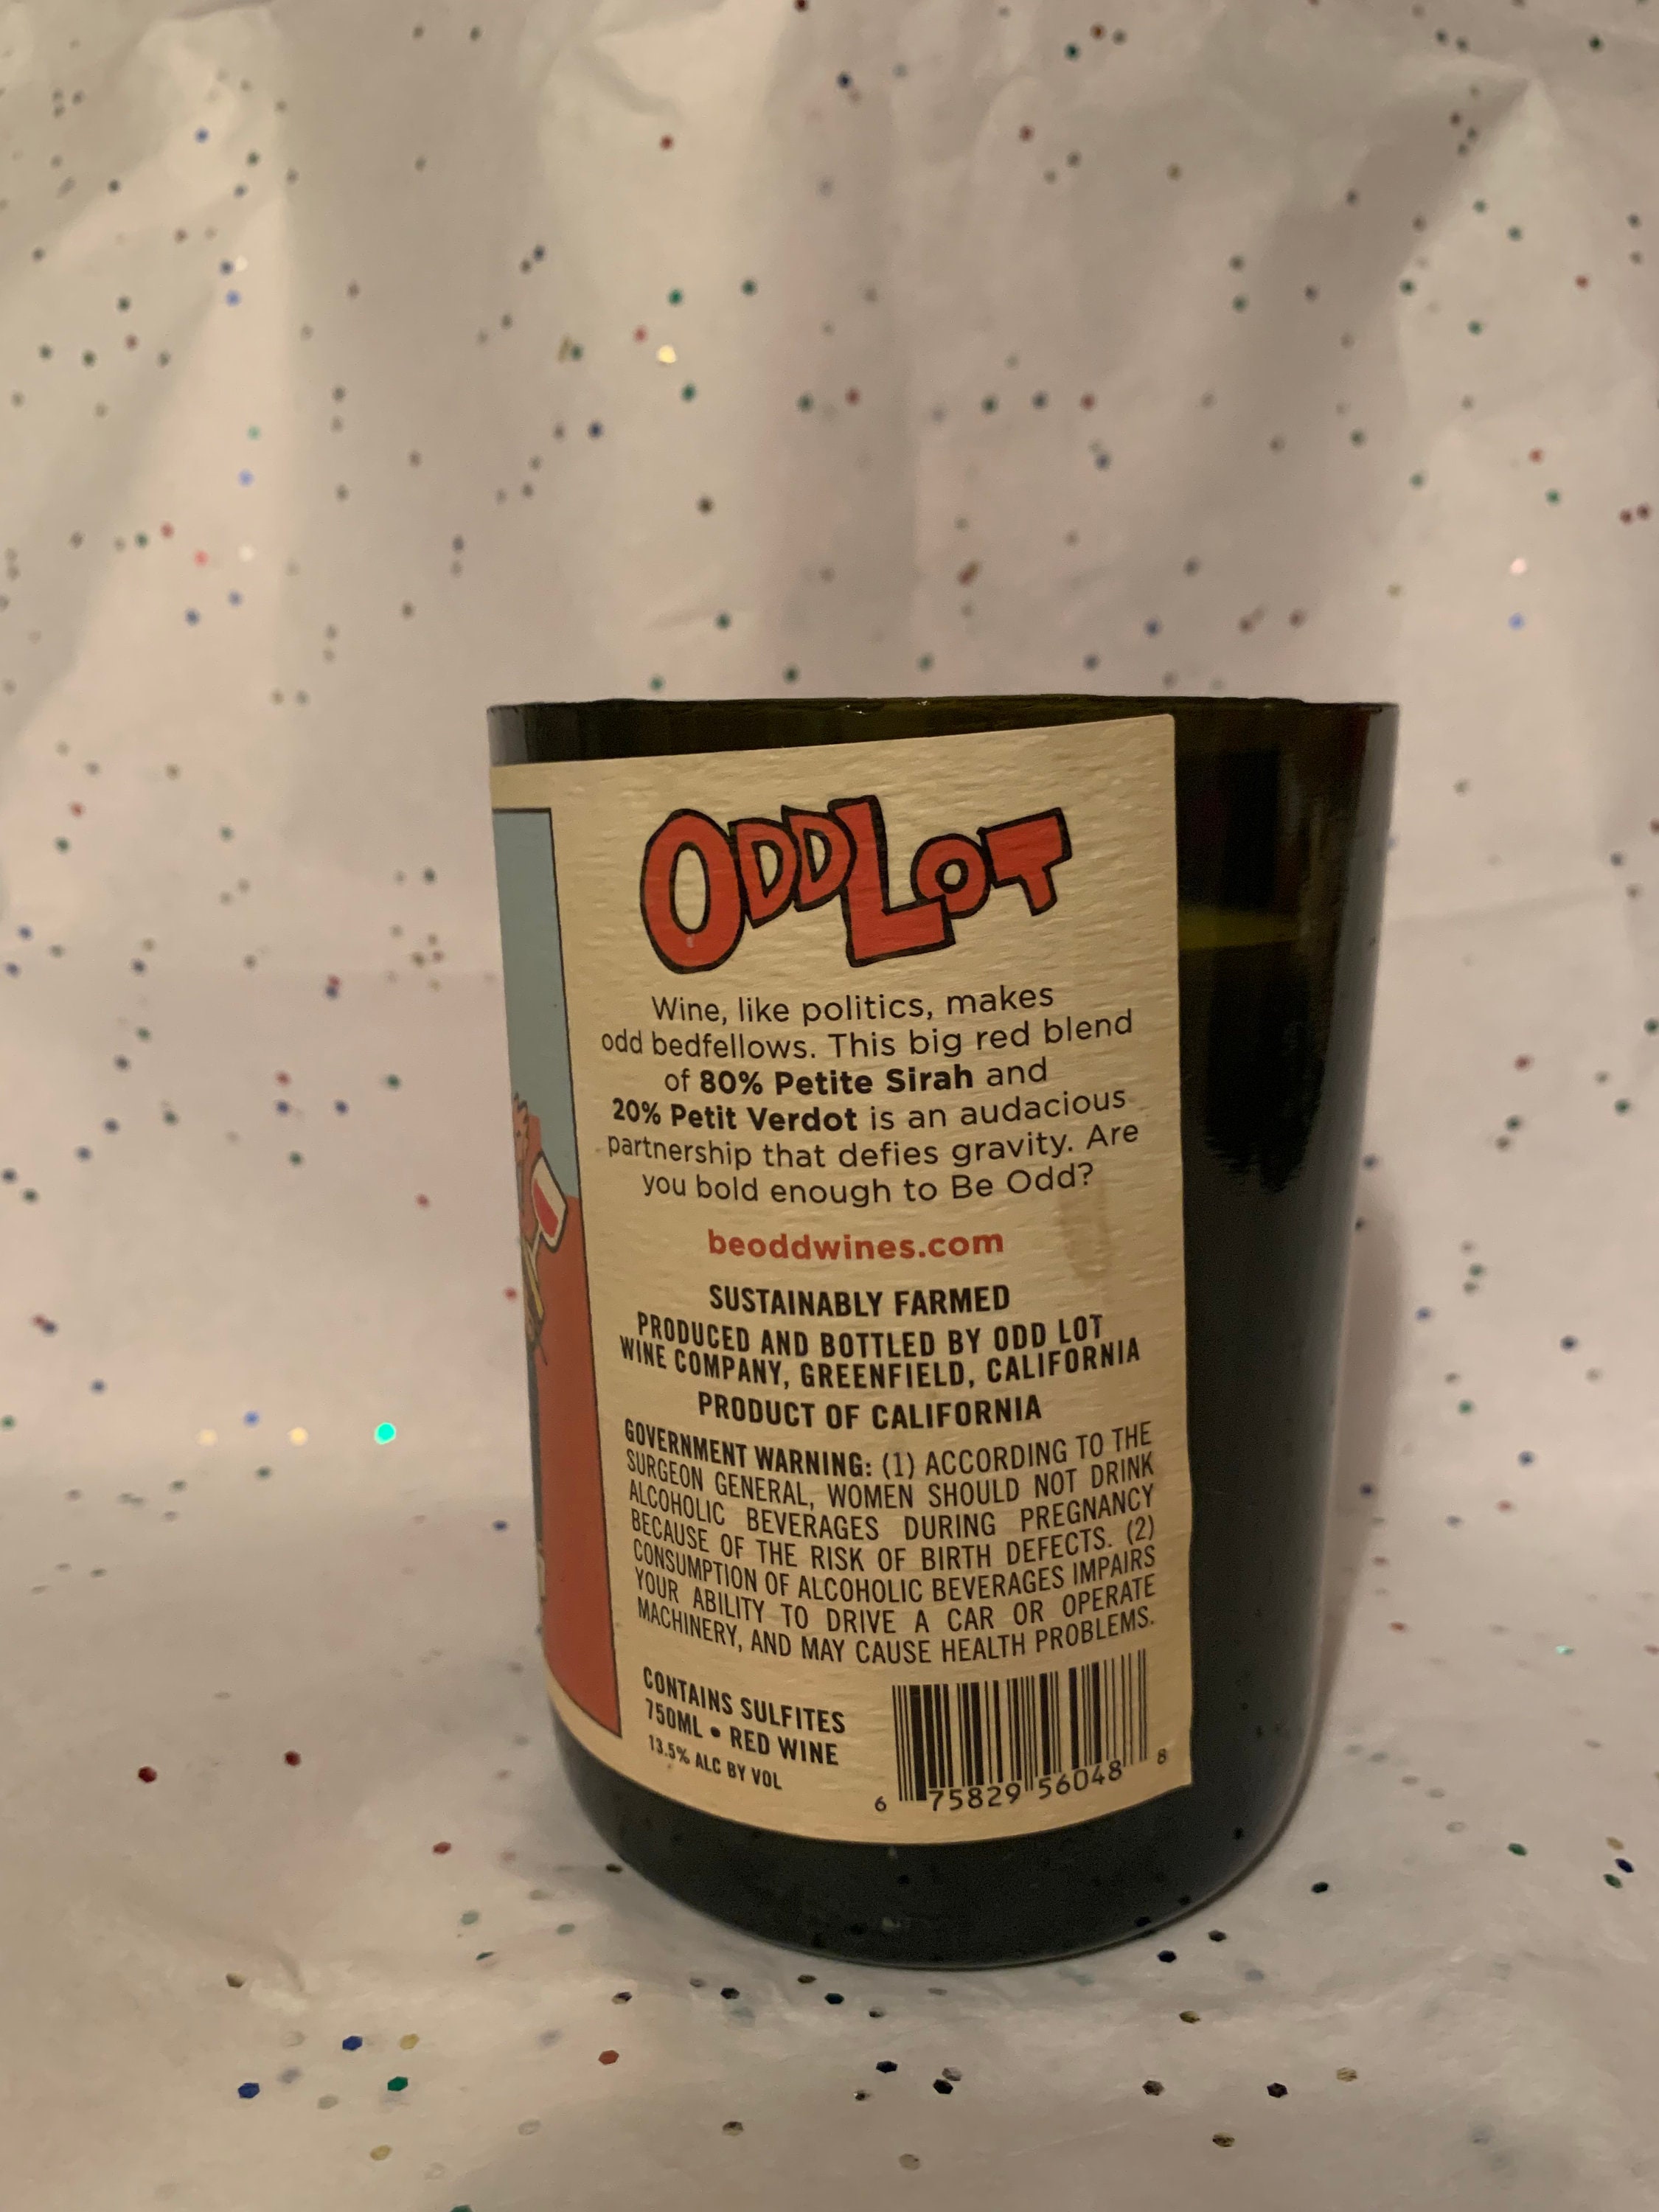 ODD LOT
Wine, like politics, makes
odd bedfellows. This big red blend
of 80% Petite Sirah and
20% Petit Verdot is an audacious
partnership that defies gravity. Are
you bold enough to Be Odd?
beoddwines.com
SUSTAINABLY FARMED
PRODUCED AND BOTTLED BY ODD LOT
WINE COMPANY, GREENFIELD, CALIFORNIA
PRODUCT OF CALIFORNIA
GOVERNMENT WARNING: (1) ACCORDING TO THE
SURGEON GENERAL, WOMEN SHOULD NOT DRINK
ALCOHOLIC BEVERAGES DURING PREGNANCY
BECAUSE OF THE RISK OF BIRTH DEFECTS. (2)
CONSUMPTION OF ALCOHOLIC BEVERAGES IMPAIRS
YOUR ABILITY TO DRIVE A CAR OR OPERATE
MACHINERY, AND MAY CAUSE HEALTH PROBLEMS.
CONTAINS SULFITES
750ML • RED WINE
13.5% ALC BY VOL
6 75829 56048 8